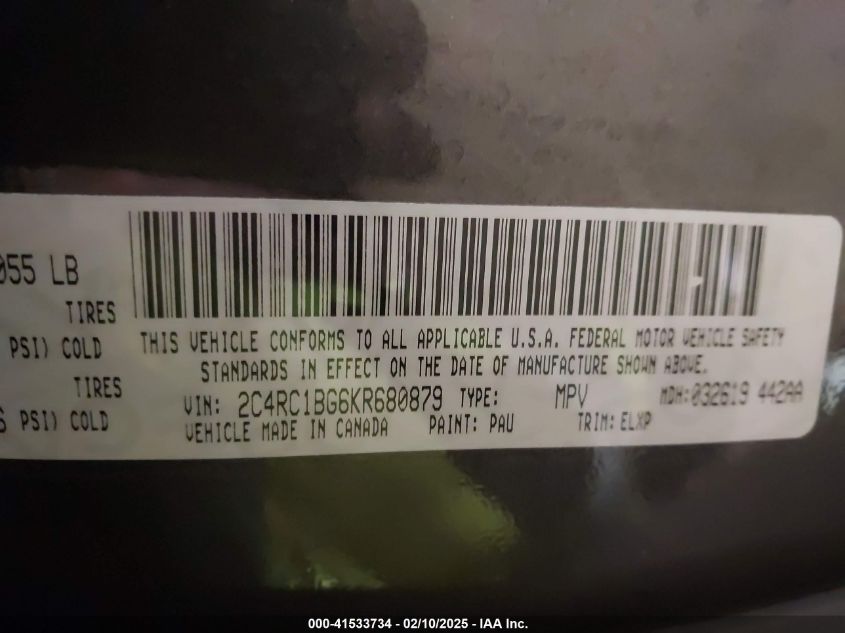 055 LB
TIRES
PSI) COLD
TIRES
PSI) COLD
THIS VEHICLE CONFORMS TO ALL APPLICABLE U.S.A. FEDERAL MOTOR VEHICLE SAFETY
STANDARDS IN EFFECT ON THE DATE OF MANUFACTURE SHOWN ABOVE.
VIN: 2C4RC1BG6KR680879 TYPE: MPV MDH:032619 442AA
VEHICLE MADE IN CANADA PAINT: PAU TRIM: ELXP
000-41533734 – 02/10/2025 – IAA Inc.